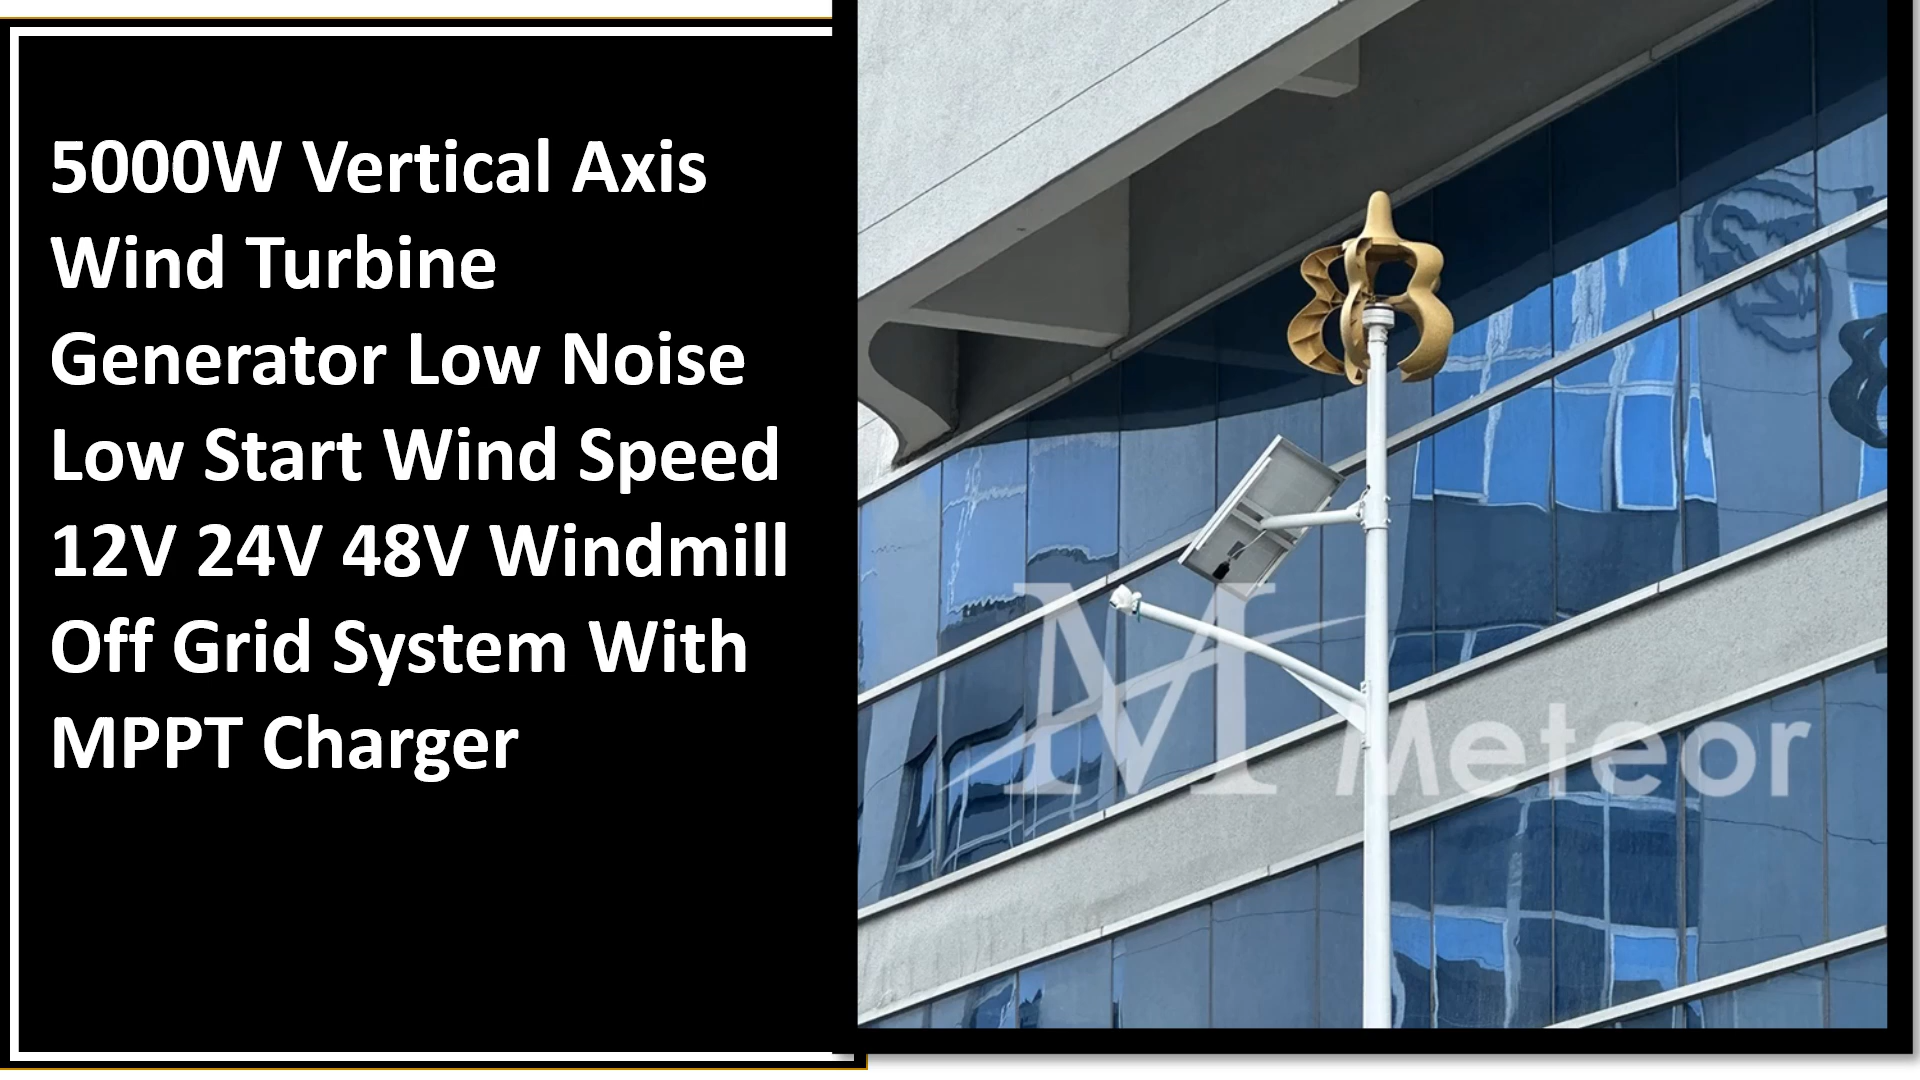 5000W Vertical Axis
Wind Turbine
Generator Low Noise
Low Start Wind Speed
12V 24V 48V Windmill
Off Grid System With
MPPT Charger
M Meteor